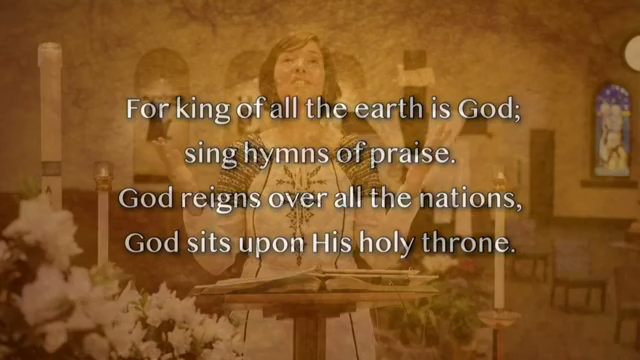 For king of all the earth is God;
sing hymns of praise.
God reigns over all the nations,
God sits upon His holy throne.